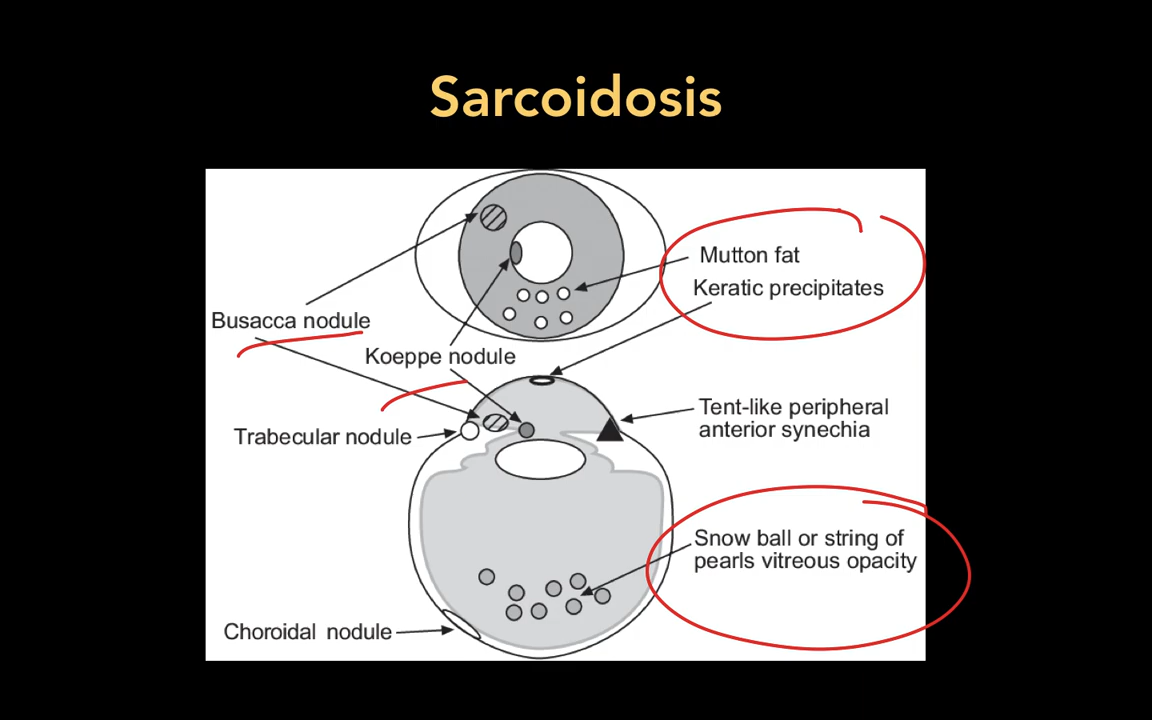 Sarcoidosis
Mutton fat
Keratic precipitates
Busacca nodule
Koeppe nodule
Tent-like peripheral
anterior synechia
Trabecular nodule
Snow ball or string of
pearls vitreous opacity
Choroidal nodule